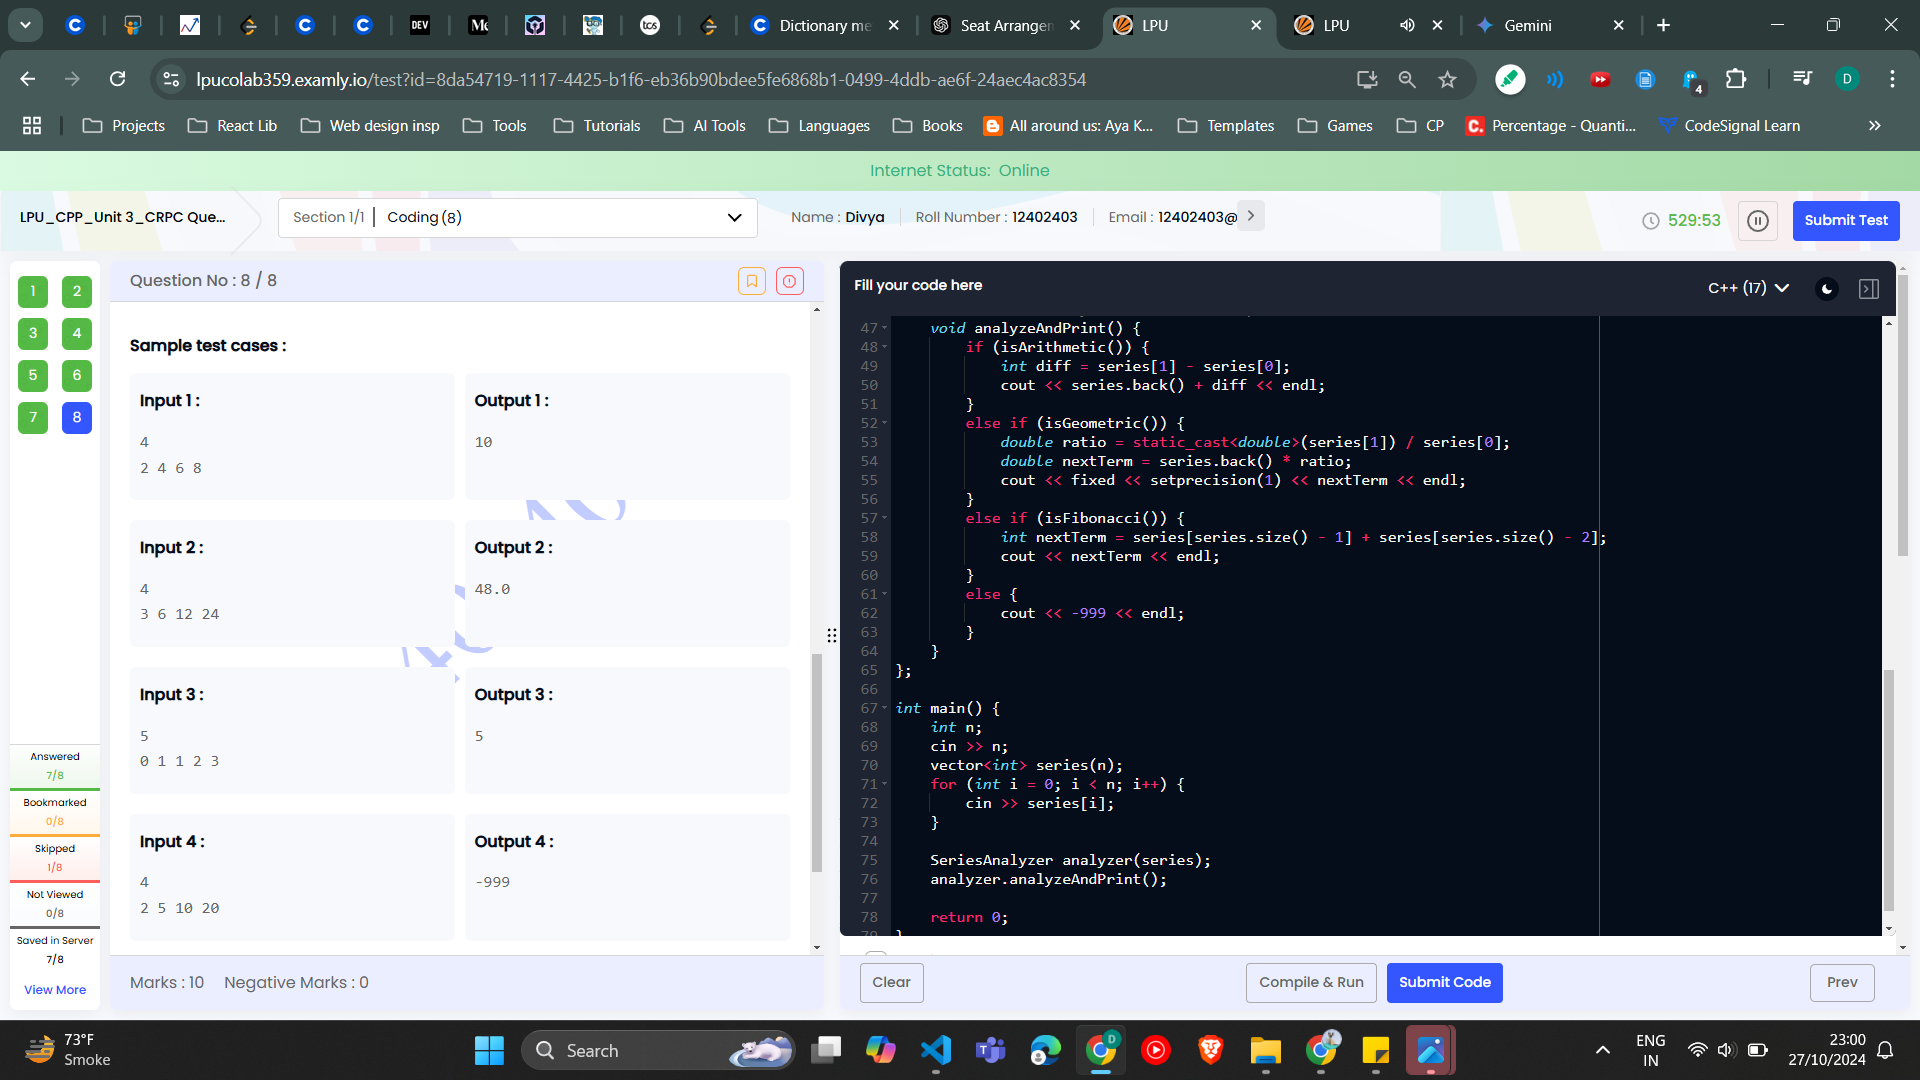 C
DEV
Mc
tcs
C Dictionary me
Seat Arrangen
LPU
LPU
Gemini
lpucolab359.examly.io/test?id=8da54719-1117-4425-b1f6-eb36b90bdee5fe6868b1-0499-4ddb-ae6f-24aec4ac8354
4
D
Projects
React Lib
Web design insp
Tools
Tutorials
AI Tools
Languages
Books
All around us: Aya K...
Templates
Games
CP
C. Percentage - Quanti...
CodeSignal Learn
Internet Status: Online
LPU_CPP_Unit 3_CRPC Que...
Section 1/1 | Coding (8)
Name : Divya
Roll Number : 12402403
Email : 12402403@
529:53
Submit Test
1 2
3 4
5 6
7 8
Answered
7/8
Bookmarked
0/8
Skipped
1/8
Not Viewed
0/8
Saved in Server
7/8
View More
Question No : 8 / 8
Sample test cases :
Input 1 :
4
2 4 6 8
Output 1 :
10
Input 2 :
4
3 6 12 24
Output 2 :
48.0
Input 3 :
5
0 1 1 2 3
Output 3 :
5
Input 4 :
4
2 5 10 20
Output 4 :
-999
Marks : 10 Negative Marks : 0
Fill your code here
C++ (17)
47 void analyzeAndPrint() {
48 if (isArithmetic()) {
49 int diff = series[1] - series[0];
50 cout << series.back() + diff << endl;
51 }
52 else if (isGeometric()) {
53 double ratio = static_cast<double>(series[1]) / series[0];
54 double nextTerm = series.back() * ratio;
55 cout << fixed << setprecision(1) << nextTerm << endl;
56 }
57 else if (isFibonacci()) {
58 int nextTerm = series[series.size() - 1] + series[series.size() - 2];
59 cout << nextTerm << endl;
60 }
61 else {
62 cout << -999 << endl;
63 }
64 }
65 };
66
67 int main() {
68 int n;
69 cin >> n;
70 vector<int> series(n);
71 for (int i = 0; i < n; i++) {
72 cin >> series[i];
73 }
74
75 SeriesAnalyzer analyzer(series);
76 analyzer.analyzeAndPrint();
77
78 return 0;
79 }
Clear
Compile & Run
Submit Code
Prev
73°F
Smoke
Search
D
ENG
IN
23:00
27/10/2024